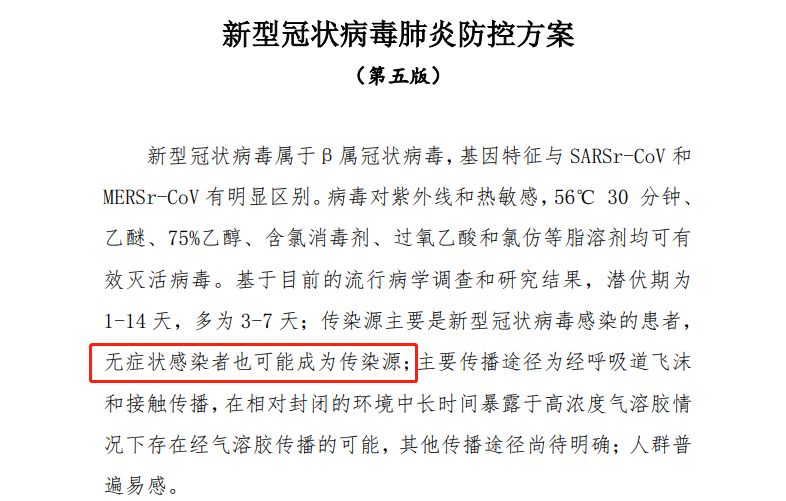 新型冠状病毒肺炎防控方案
（第五版）
新型冠状病毒属于β属冠状病毒，基因特征与 SARSr-CoV 和
MERSr-CoV 有明显区别。病毒对紫外线和热敏感，56℃ 30 分钟、
乙醚、75%乙醇、含氯消毒剂、过氧乙酸和氯仿等脂溶剂均可有
效灭活病毒。基于目前的流行病学调查和研究结果，潜伏期为
1-14 天，多为 3-7 天；传染源主要是新型冠状病毒感染的患者，
无症状感染者也可能成为传染源；主要传播途径为经呼吸道飞沫
和接触传播，在相对封闭的环境中长时间暴露于高浓度气溶胶情
况下存在经气溶胶传播的可能，其他传播途径尚待明确；人群普
遍易感。